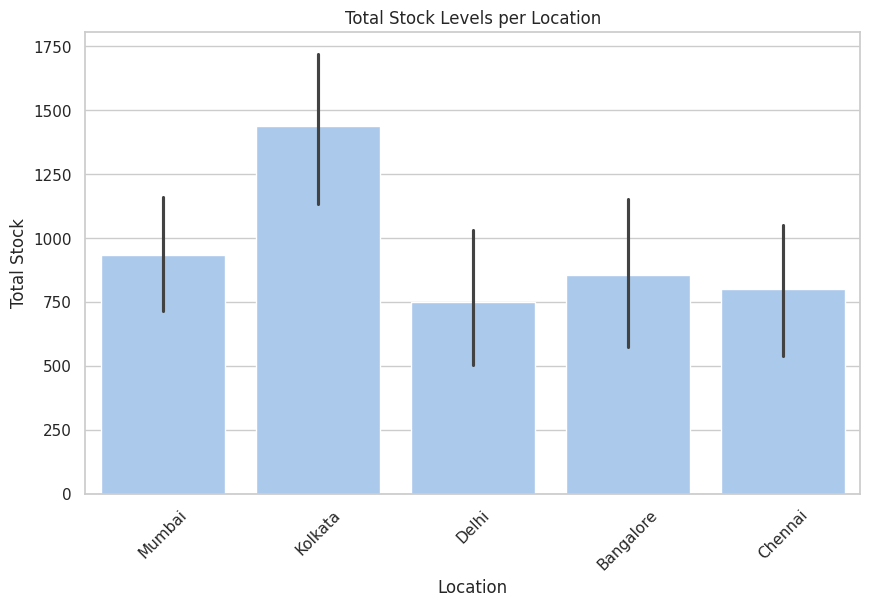 Total Stock Levels per Location
Total Stock
1750
1500
1250
1000
750
500
250
0
Mumbai
Kolkata
Delhi
Bangalore
Chennai
Location